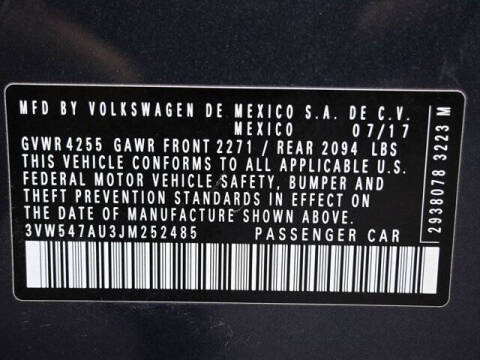 MFD BY VOLKSWAGEN DE MEXICO S.A. DE C.V.
MEXICO 07/17
GVWR 4255 GAWR FRONT 2271 / REAR 2094 LBS
THIS VEHICLE CONFORMS TO ALL APPLICABLE U.S.
FEDERAL MOTOR VEHICLE SAFETY, BUMPER AND
THEFT PREVENTION STANDARDS IN EFFECT ON
THE DATE OF MANUFACTURE SHOWN ABOVE.
3VW547AU3JM252485 PASSENGER CAR
2938078 3223 M